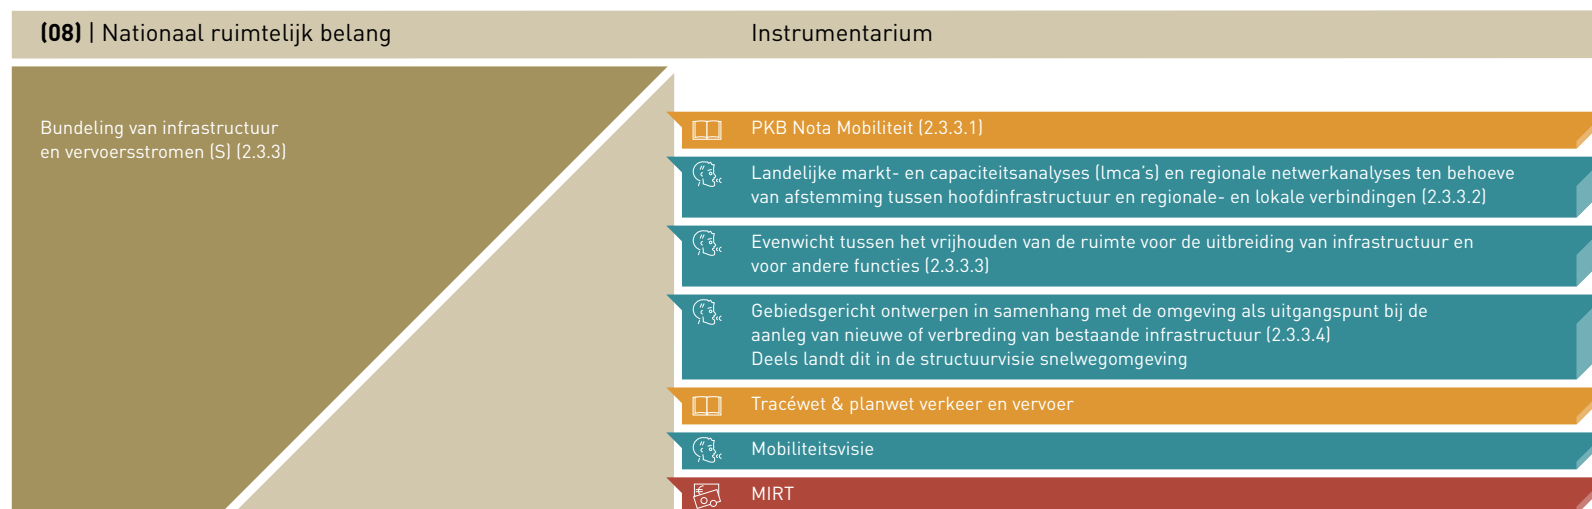 (08) | Nationaal ruimtelijk belang
Instrumentarium
Bundeling van infrastructuur
en vervoersstromen (S) (2.3.3)
PKB Nota Mobiliteit (2.3.3.1)
Landelijke markt- en capaciteitsanalyses (lmca's) en regionale netwerkanalyses ten behoeve
van afstemming tussen hoofdinfrastructuur en regionale- en lokale verbindingen (2.3.3.2)
Evenwicht tussen het vrijhouden van de ruimte voor de uitbreiding van infrastructuur en
voor andere functies (2.3.3.3)
Gebiedsgericht ontwerpen in samenhang met de omgeving als uitgangspunt bij de
aanleg van nieuwe of verbreding van bestaande infrastructuur (2.3.3.4)
Deels landt dit in de structuurvisie snelwegomgeving
Tracéwet & planwet verkeer en vervoer
Mobiliteitsvisie
MIRT